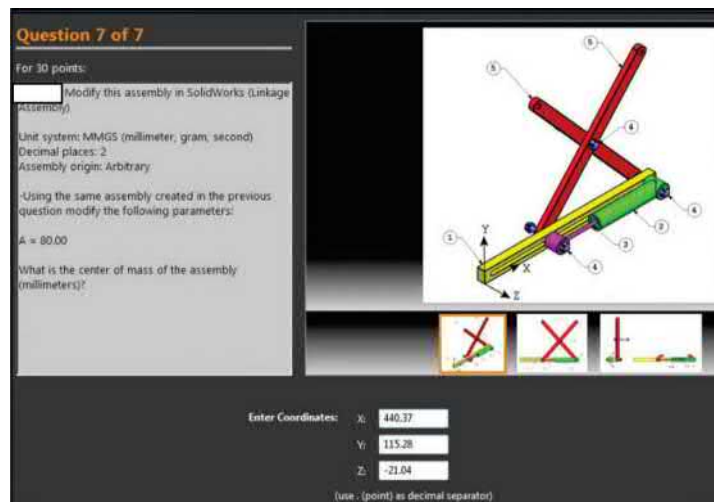 Question 7 of 7
For 30 points:
Modify this assembly in SolidWorks (Linkage
Assembly)
Unit system: MMGS (millimeter, gram, second)
Decimal places: 2
Assembly origin: Arbitrary
-Using the same assembly created in the previous
question modify the following parameters:
A = 80.00
What is the center of mass of the assembly
(millimeters)?
5
5
4
6
2
3
4
1
Y
X
Z
Enter Coordinates:
X: 440.37
Y: 115.28
Z: -21.04
(use . (point) as decimal separator)